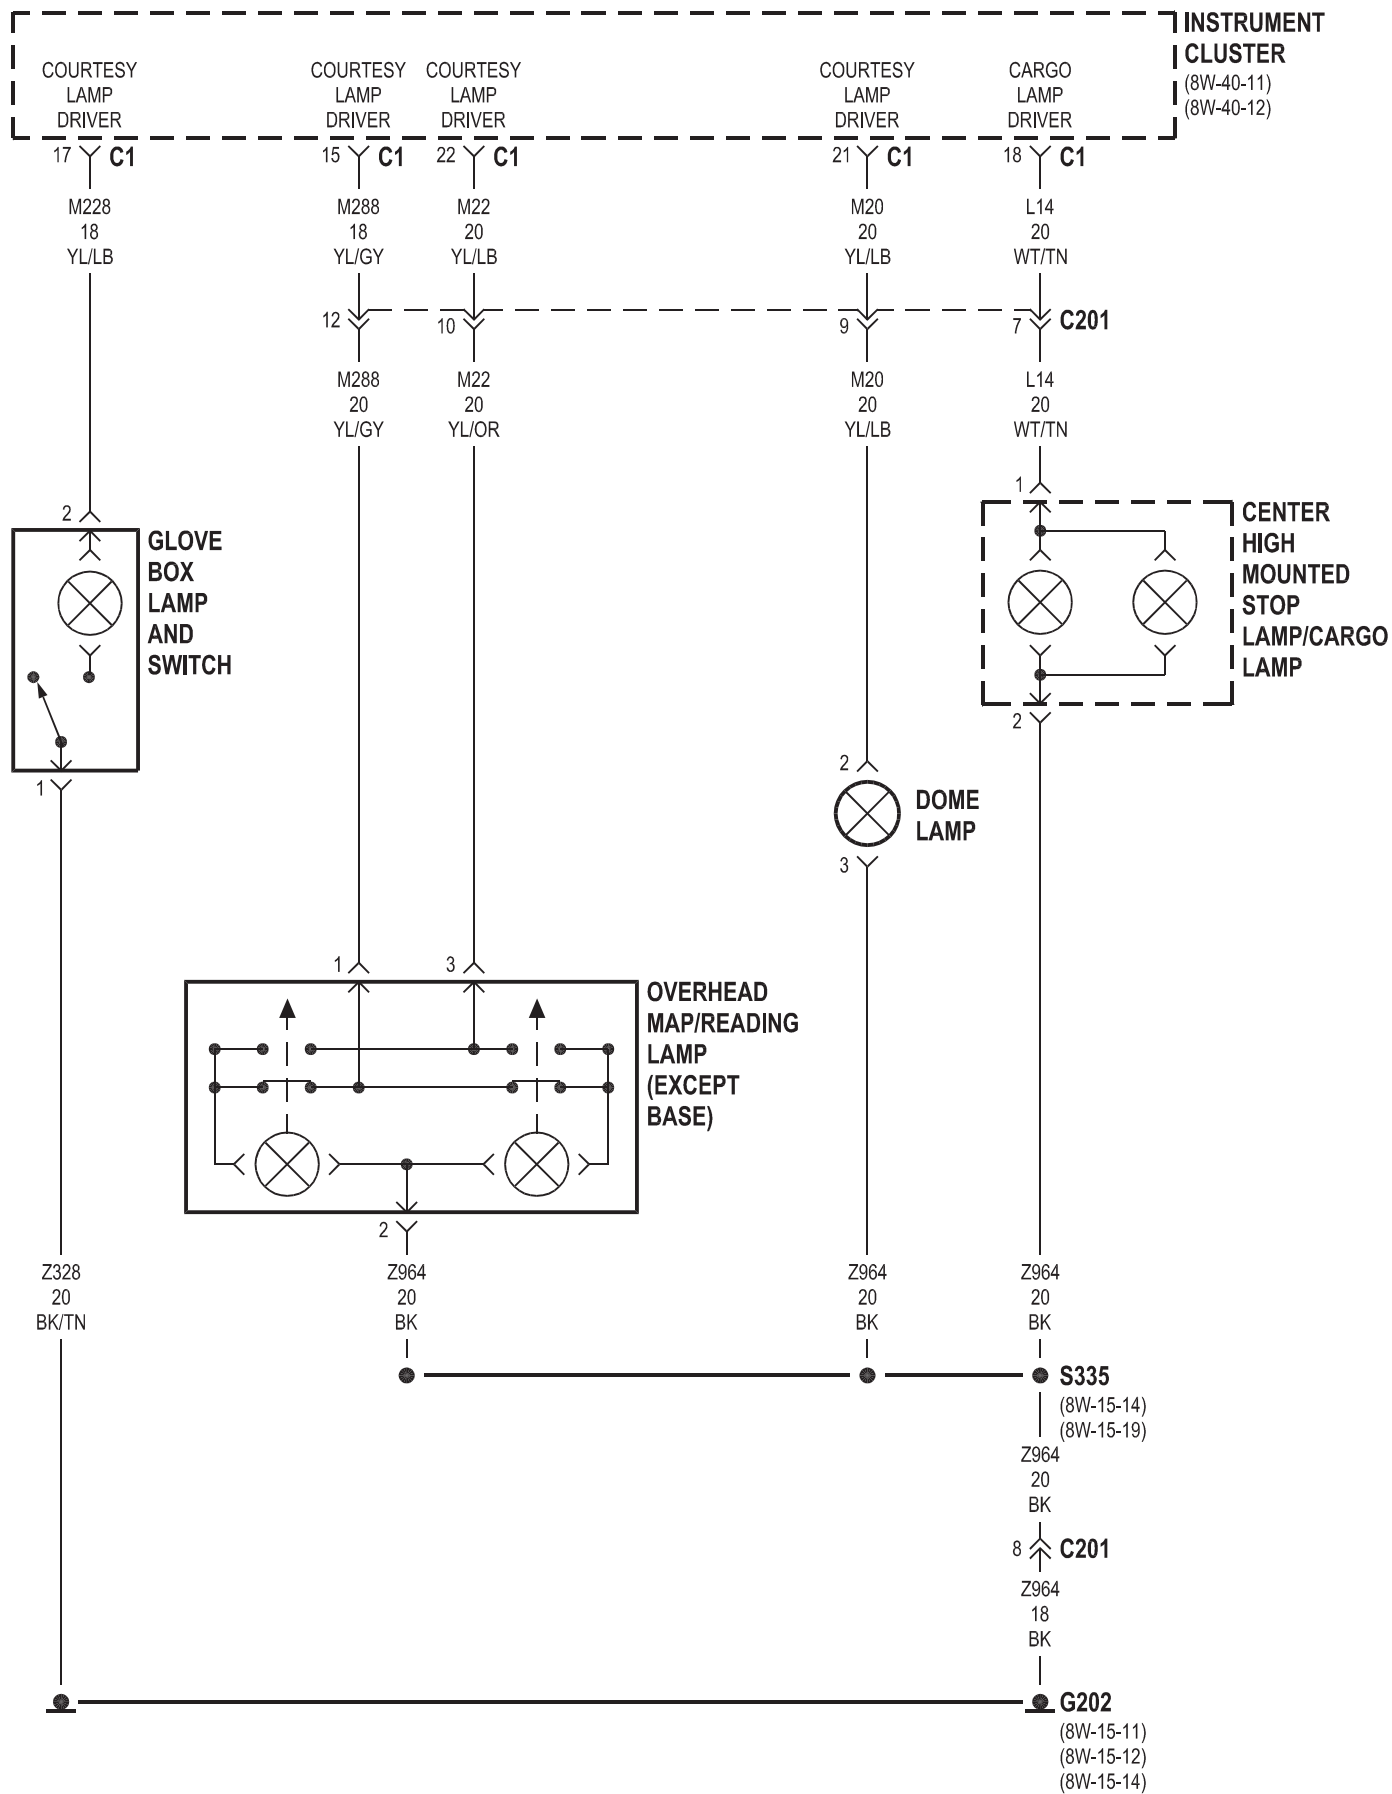 INSTRUMENT
CLUSTER
(8W-40-11)
(8W-40-12)
COURTESY
LAMP
DRIVER
COURTESY
LAMP
DRIVER
COURTESY
LAMP
DRIVER
COURTESY
LAMP
DRIVER
CARGO
LAMP
DRIVER
17 C1
15 C1
22 C1
21 C1
18 C1
M228
18
YL/LB
M288
18
YL/GY
M22
20
YL/LB
M20
20
YL/LB
L14
20
WT/TN
12
10
9
7
C201
M288
20
YL/GY
M22
20
YL/OR
M20
20
YL/LB
L14
20
WT/TN
2
GLOVE
BOX
LAMP
AND
SWITCH
1
1
CENTER
HIGH
MOUNTED
STOP
LAMP/CARGO
LAMP
2
2
DOME
LAMP
3
1
3
OVERHEAD
MAP/READING
LAMP
(EXCEPT
BASE)
2
Z328
20
BK/TN
Z964
20
BK
Z964
20
BK
Z964
20
BK
S335
(8W-15-14)
(8W-15-19)
Z964
20
BK
8 C201
Z964
18
BK
G202
(8W-15-11)
(8W-15-12)
(8W-15-14)